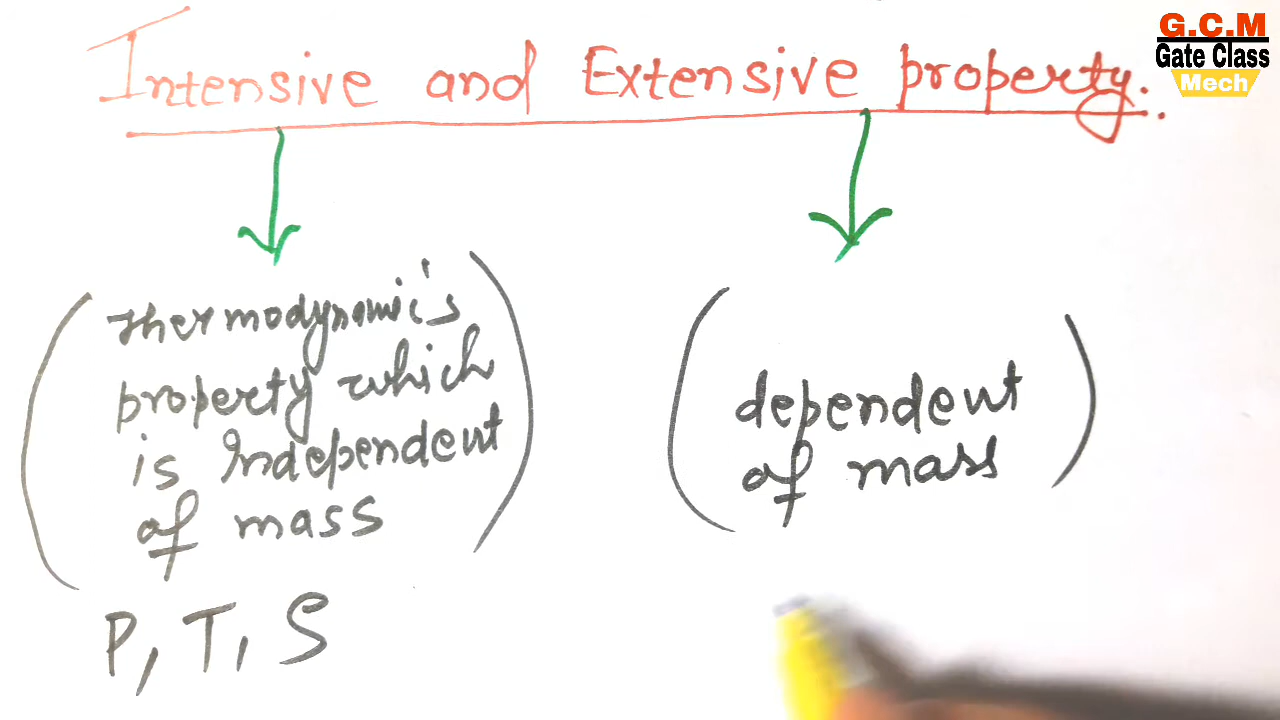 Intensive and Extensive property.
G.C.M
Gate Class
Mech
thermodynamic's
property which
is independent
of mass
P, T, S
dependent
of mass